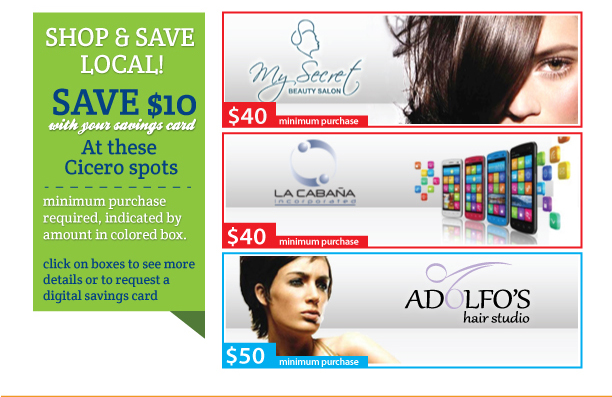 SHOP & SAVE
LOCAL!
SAVE $10
with your savings card
At these
Cicero spots
minimum purchase
required, indicated by
amount in colored box.
click on boxes to see more
details or to request a
digital savings card
My Secret
BEAUTY SALON
$40 minimum purchase
LA CABAÑA
incorporated
$40 minimum purchase
ADOLFO'S
hair studio
$50 minimum purchase